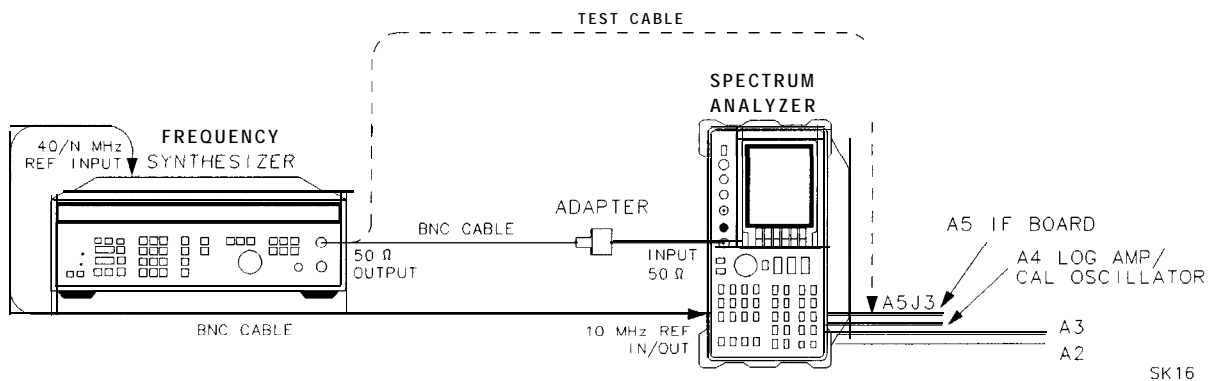 TEST CABLE
SPECTRUM
ANALYZER
40/N MHz
REF INPUT
FREQUENCY
SYNTHESIZER
ADAPTER
BNC CABLE
50 Ω
OUTPUT
INPUT
50 Ω
A5 IF BOARD
A4 LOG AMP/
CAL OSCILLATOR
A5J3
BNC CABLE
10 MHz REF
IN/OUT
A3
A2
SK16